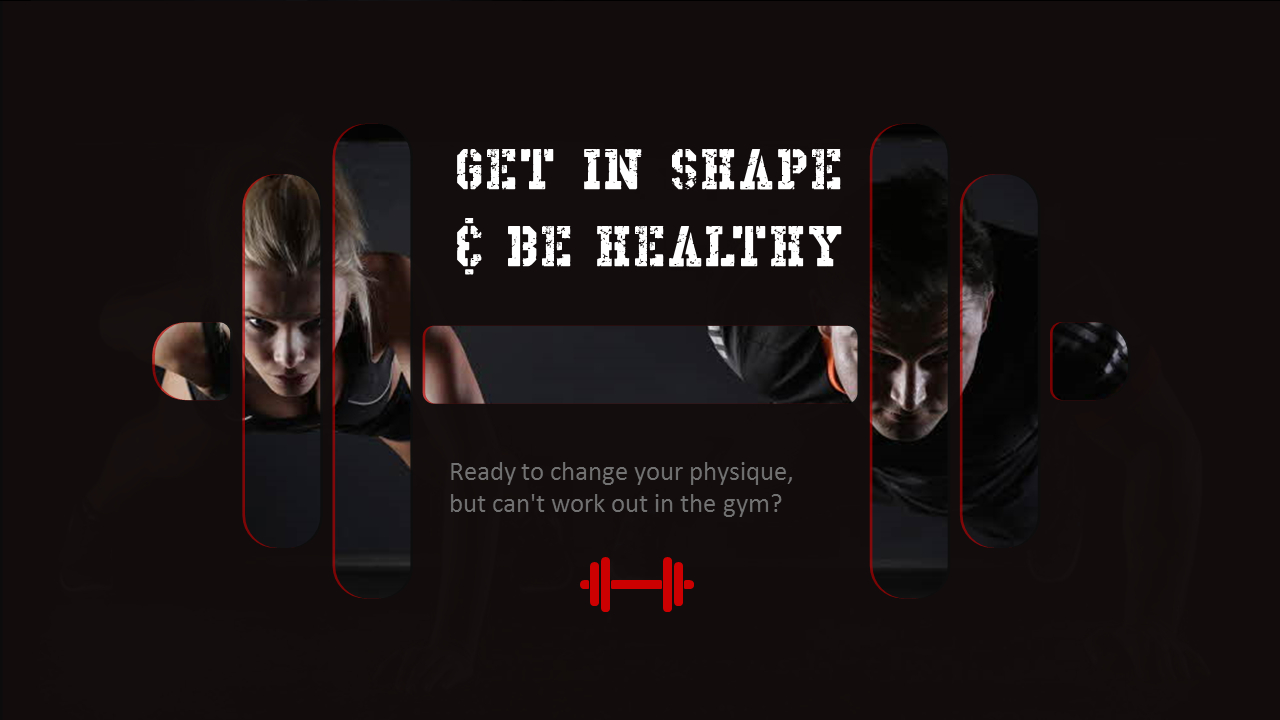 GET IN SHAPE
& BE HEALTHY
Ready to change your physique,
but can't work out in the gym?